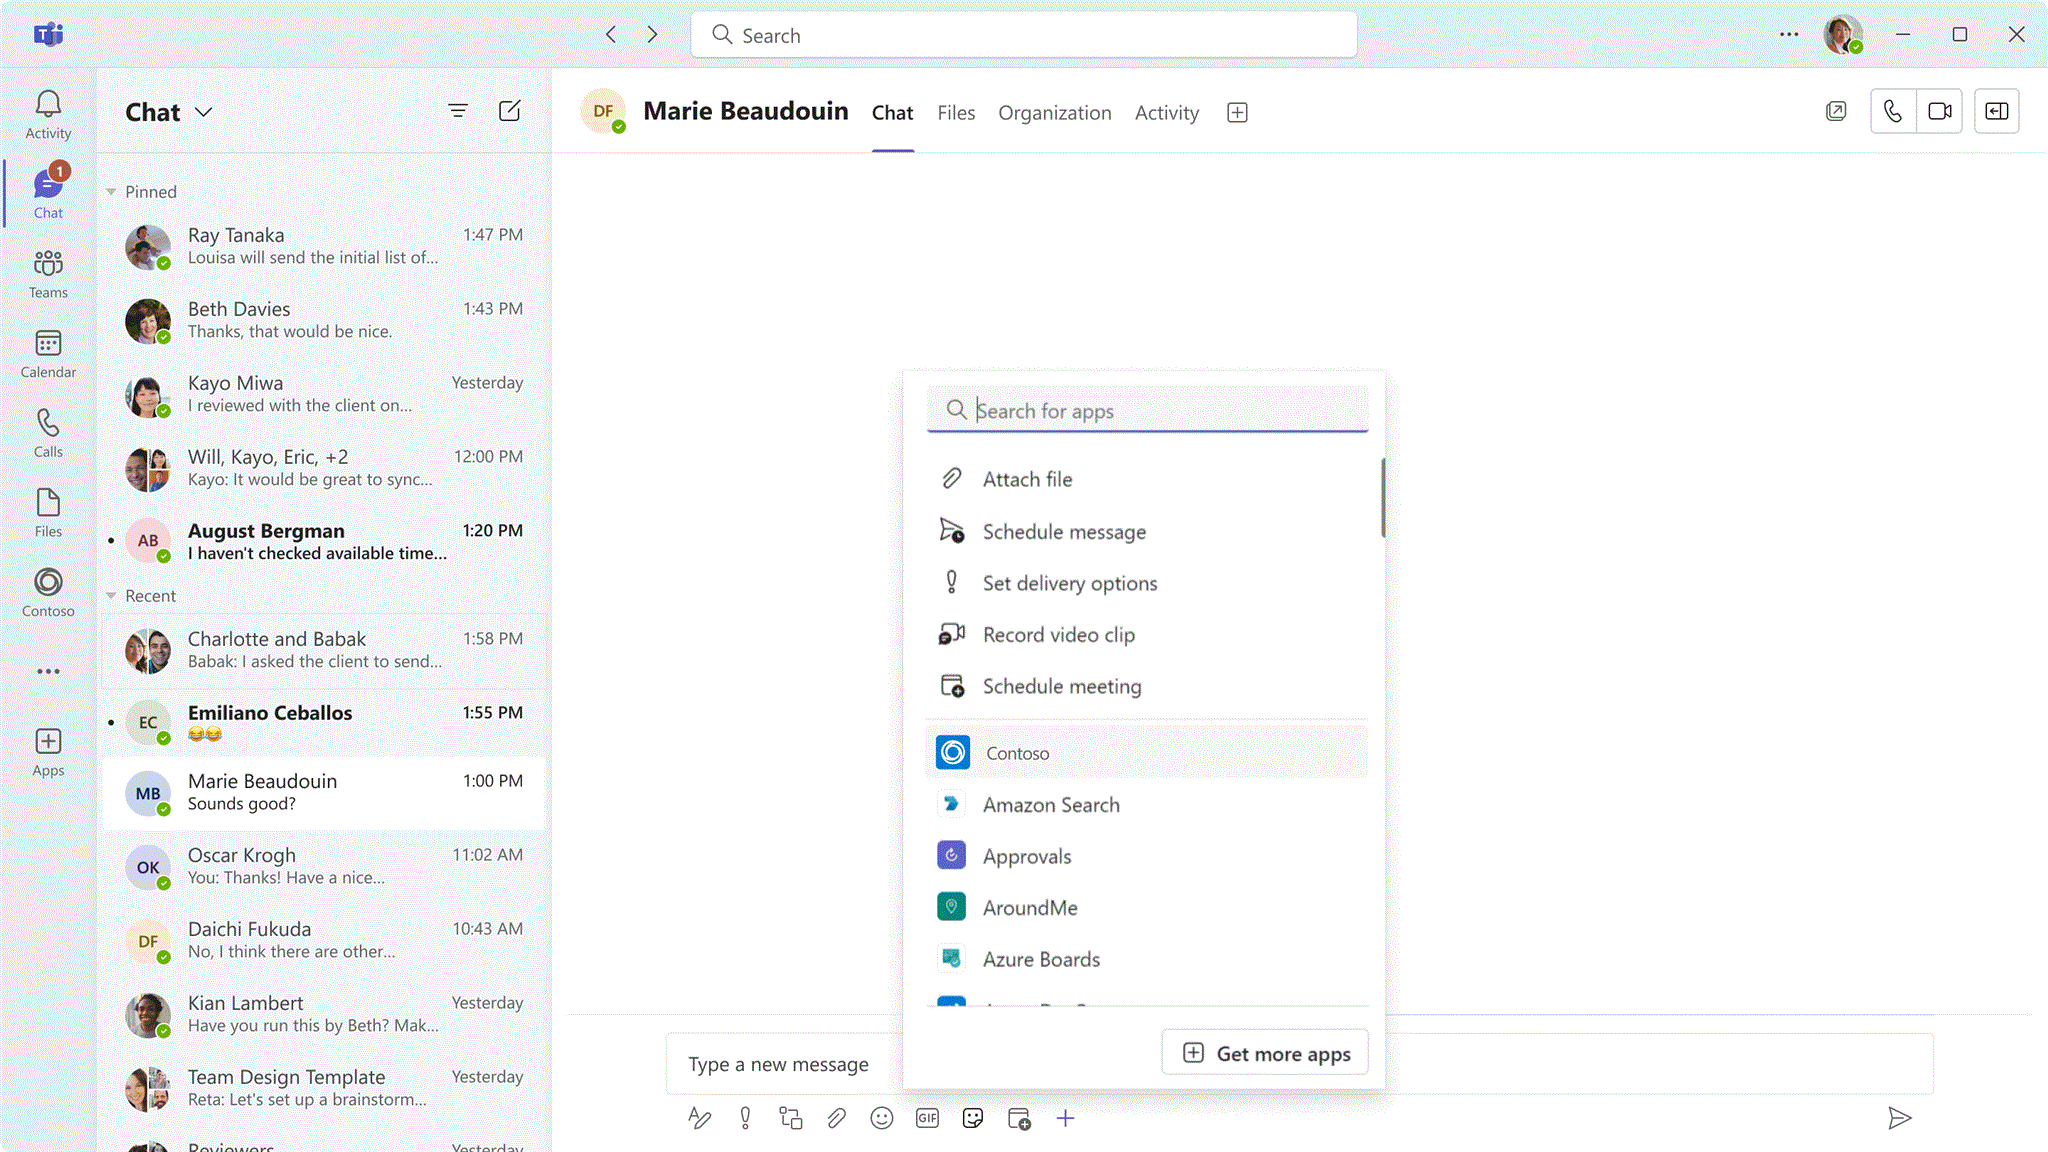 Search
Activity
1
Chat
Teams
Calendar
Calls
Files
Contoso
Apps
Chat
Pinned
Ray Tanaka 1:47 PM
Louisa will send the initial list of...
Beth Davies 1:43 PM
Thanks, that would be nice.
Kayo Miwa Yesterday
I reviewed with the client on...
Will, Kayo, Eric, +2 12:00 PM
Kayo: It would be great to sync...
AB
August Bergman 1:20 PM
I haven't checked available time...
Recent
Charlotte and Babak 1:58 PM
Babak: I asked the client to send...
EC
Emiliano Ceballos 1:55 PM
😂😂
MB
Marie Beaudouin 1:00 PM
Sounds good?
OK
Oscar Krogh 11:02 AM
You: Thanks! Have a nice...
DF
Daichi Fukuda 10:43 AM
No, I think there are other...
Kian Lambert Yesterday
Have you run this by Beth? Mak...
Team Design Template Yesterday
Reta: Let's set up a brainstorm...
Reviewers Yesterday
DF Marie Beaudouin Chat Files Organization Activity
Search for apps
Attach file
Schedule message
Set delivery options
Record video clip
Schedule meeting
Contoso
Amazon Search
Approvals
AroundMe
Azure Boards
Get more apps
Type a new message
GIF